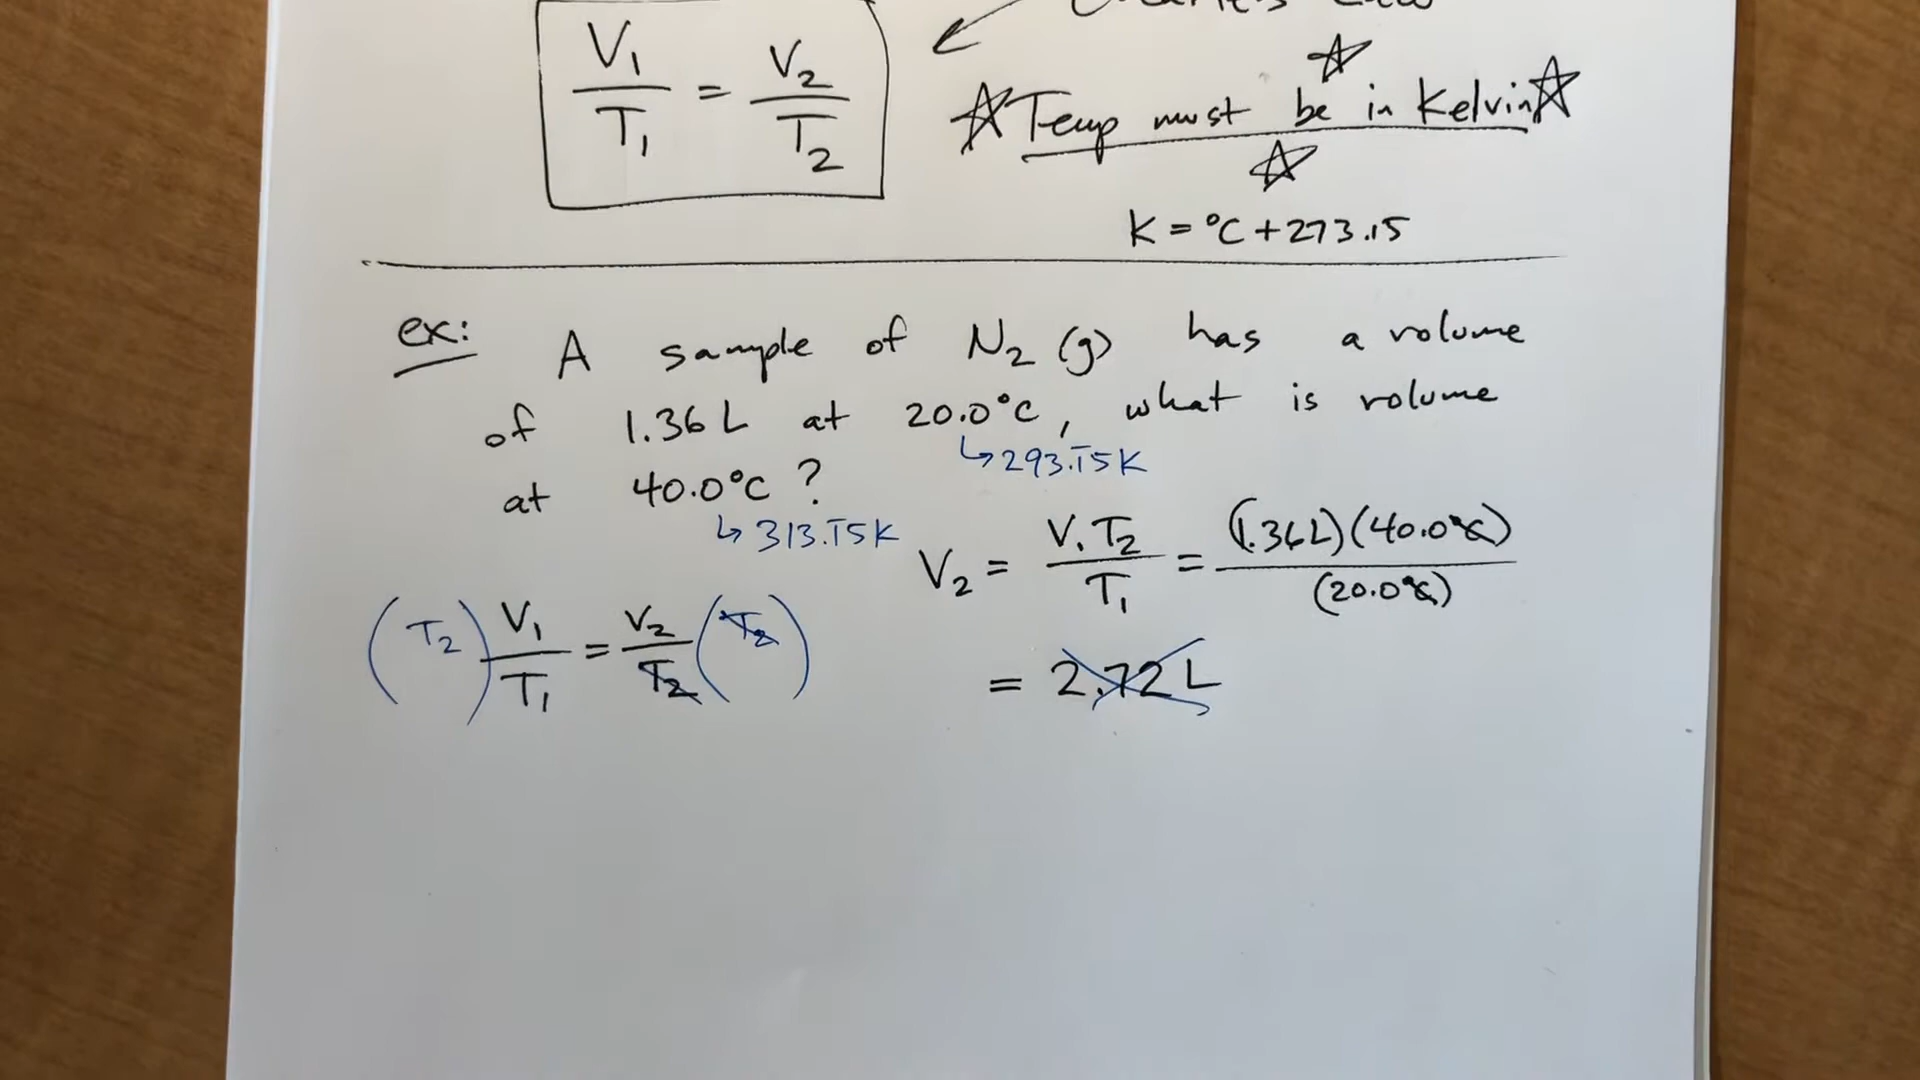 V₁/T₁ = V₂/T₂
☆Temp must be in Kelvin☆
K = °C + 273.15
ex: A sample of N₂ (g) has a volume
of 1.36 L at 20.0°C, what is volume
↳ 293.15K
at 40.0°C ?
↳ 313.15K
V₂ = V₁T₂/T₁ = (1.36L)(40.0°C)/(20.0°C)
(T₂) V₁/T₁ = V₂/T₂ (T₂)
= 2.72 L